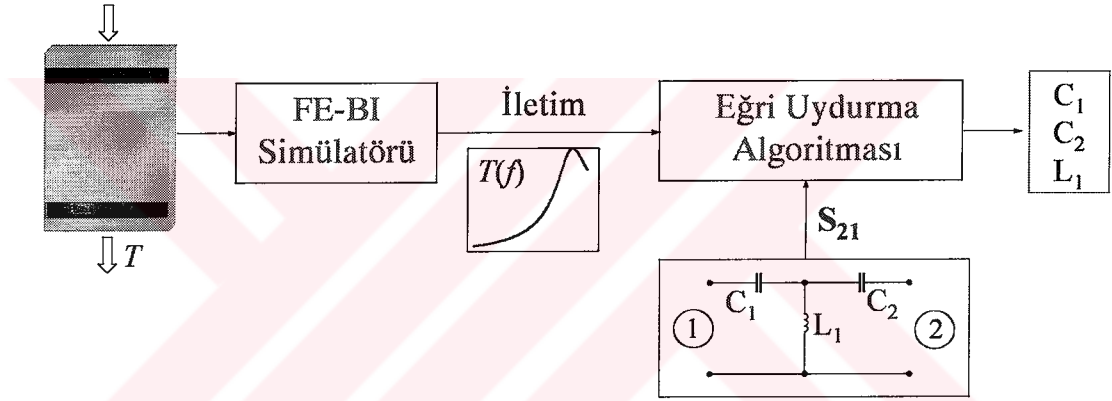 FE-BI
Simülatörü
İletim
T(f)
Eğri Uydurma
Algoritması
C₁
C₂
L₁
T
S₂₁
C₁
C₂
L₁
1
2